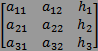 a₁₁ a₁₂ h₁
a₂₁ a₂₂ h₂
a₃₁ a₃₂ h₃